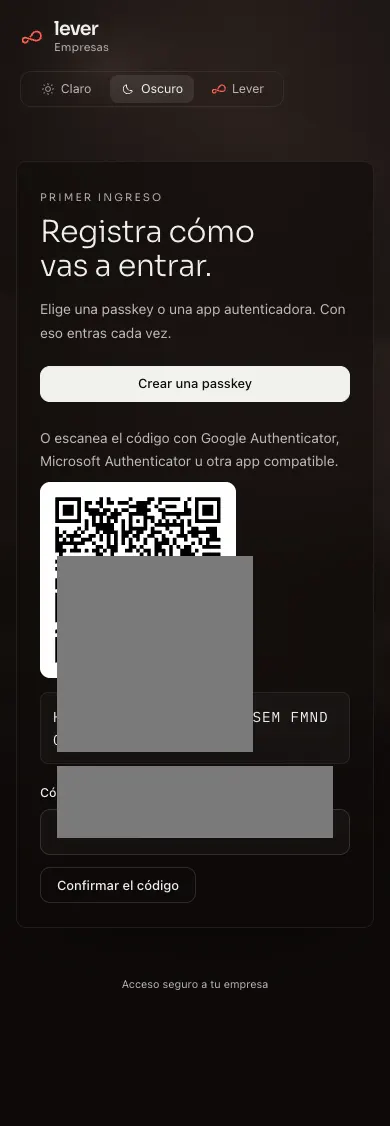 lever
Empresas
Claro
Oscuro
Lever
PRIMER INGRESO
Registra cómo
vas a entrar.
Elige una passkey o una app autenticadora. Con
eso entras cada vez.
Crear una passkey
O escanea el código con Google Authenticator,
Microsoft Authenticator u otra app compatible.
SEM FMND
Confirmar el código
Acceso seguro a tu empresa